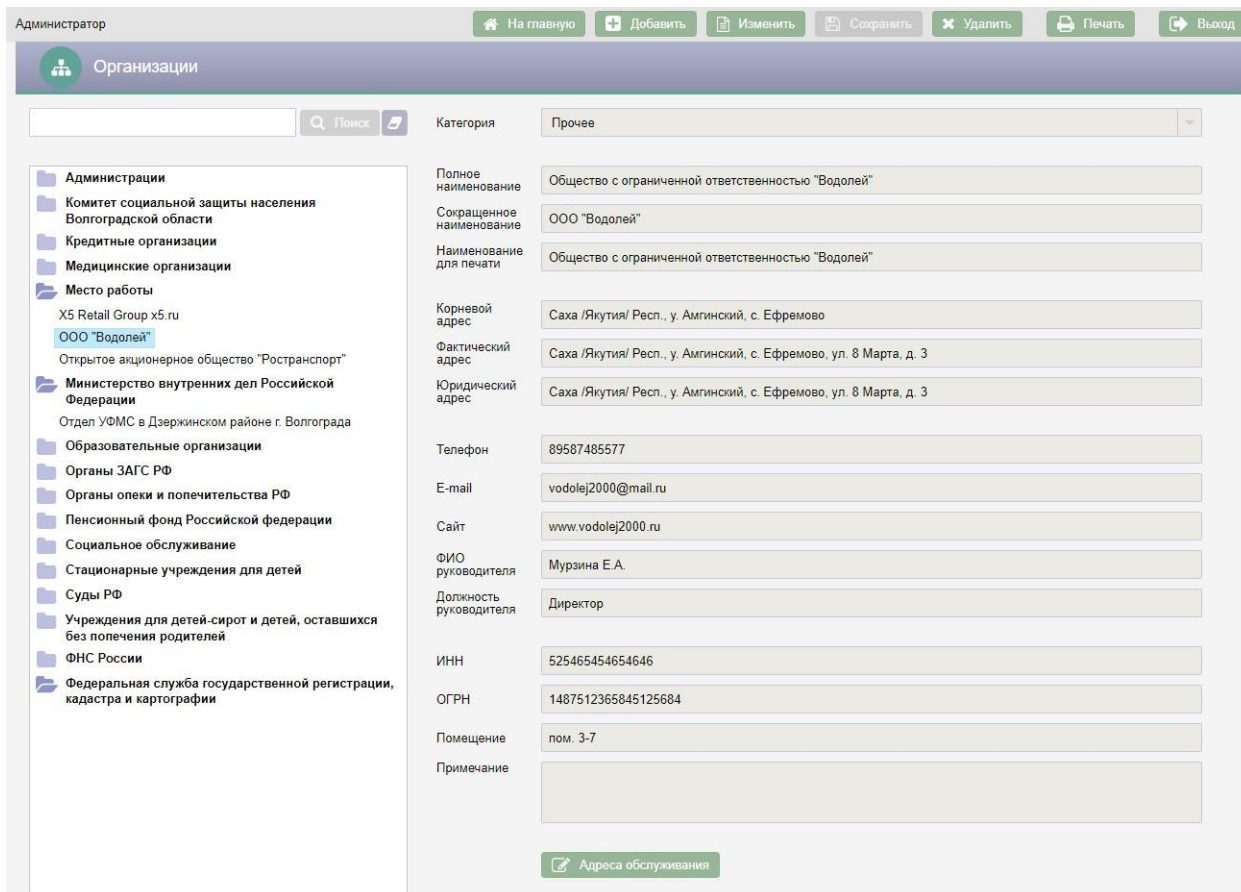 Администратор
На главную
Добавить
Изменить
Сохранить
Удалить
Печать
Выход
Организации
Поиск
Администрации
Комитет социальной защиты населения
Волгоградской области
Кредитные организации
Медицинские организации
Место работы
X5 Retail Group x5.ru
ООО "Водолей"
Открытое акционерное общество "Ространспорт"
Министерство внутренних дел Российской
Федерации
Отдел УФМС в Дзержинском районе г. Волгограда
Образовательные организации
Органы ЗАГС РФ
Органы опеки и попечительства РФ
Пенсионный фонд Российской федерации
Социальное обслуживание
Стационарные учреждения для детей
Суды РФ
Учреждения для детей-сирот и детей, оставшихся
без попечения родителей
ФНС России
Федеральная служба государственной регистрации,
кадастра и картографии
Категория
Прочее
Полное
наименование
Общество с ограниченной ответственностью "Водолей"
Сокращенное
наименование
ООО "Водолей"
Наименование
для печати
Общество с ограниченной ответственностью "Водолей"
Корневой
адрес
Саха /Якутия/ Респ., у. Амгинский, с. Ефремово
Фактический
адрес
Саха /Якутия/ Респ., у. Амгинский, с. Ефремово, ул. 8 Марта, д. 3
Юридический
адрес
Саха /Якутия/ Респ., у. Амгинский, с. Ефремово, ул. 8 Марта, д. 3
Телефон
89587485577
E-mail
vodolej2000@mail.ru
Сайт
www.vodolej2000.ru
ФИО
руководителя
Мурзина Е.А.
Должность
руководителя
Директор
ИНН
525465454654646
ОГРН
1487512365845125684
Помещение
пом. 3-7
Примечание
Адреса обслуживания